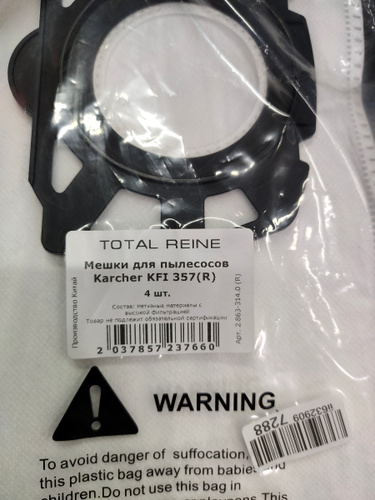 TOTAL REINE
Мешки для пылесосов
Karcher KFI 357(R)
4 шт.
Состав: нетканые материалы с
высокой фильтрацией
Товар не подлежит обязательной сертификации
2 037857 237660
Производство Китай
Арт. 2.863-314.0 (R)
WARNING
ii632909 7288
To avoid danger of suffocation,
this plastic bag away from babies and
children. Do not use this bag in
This